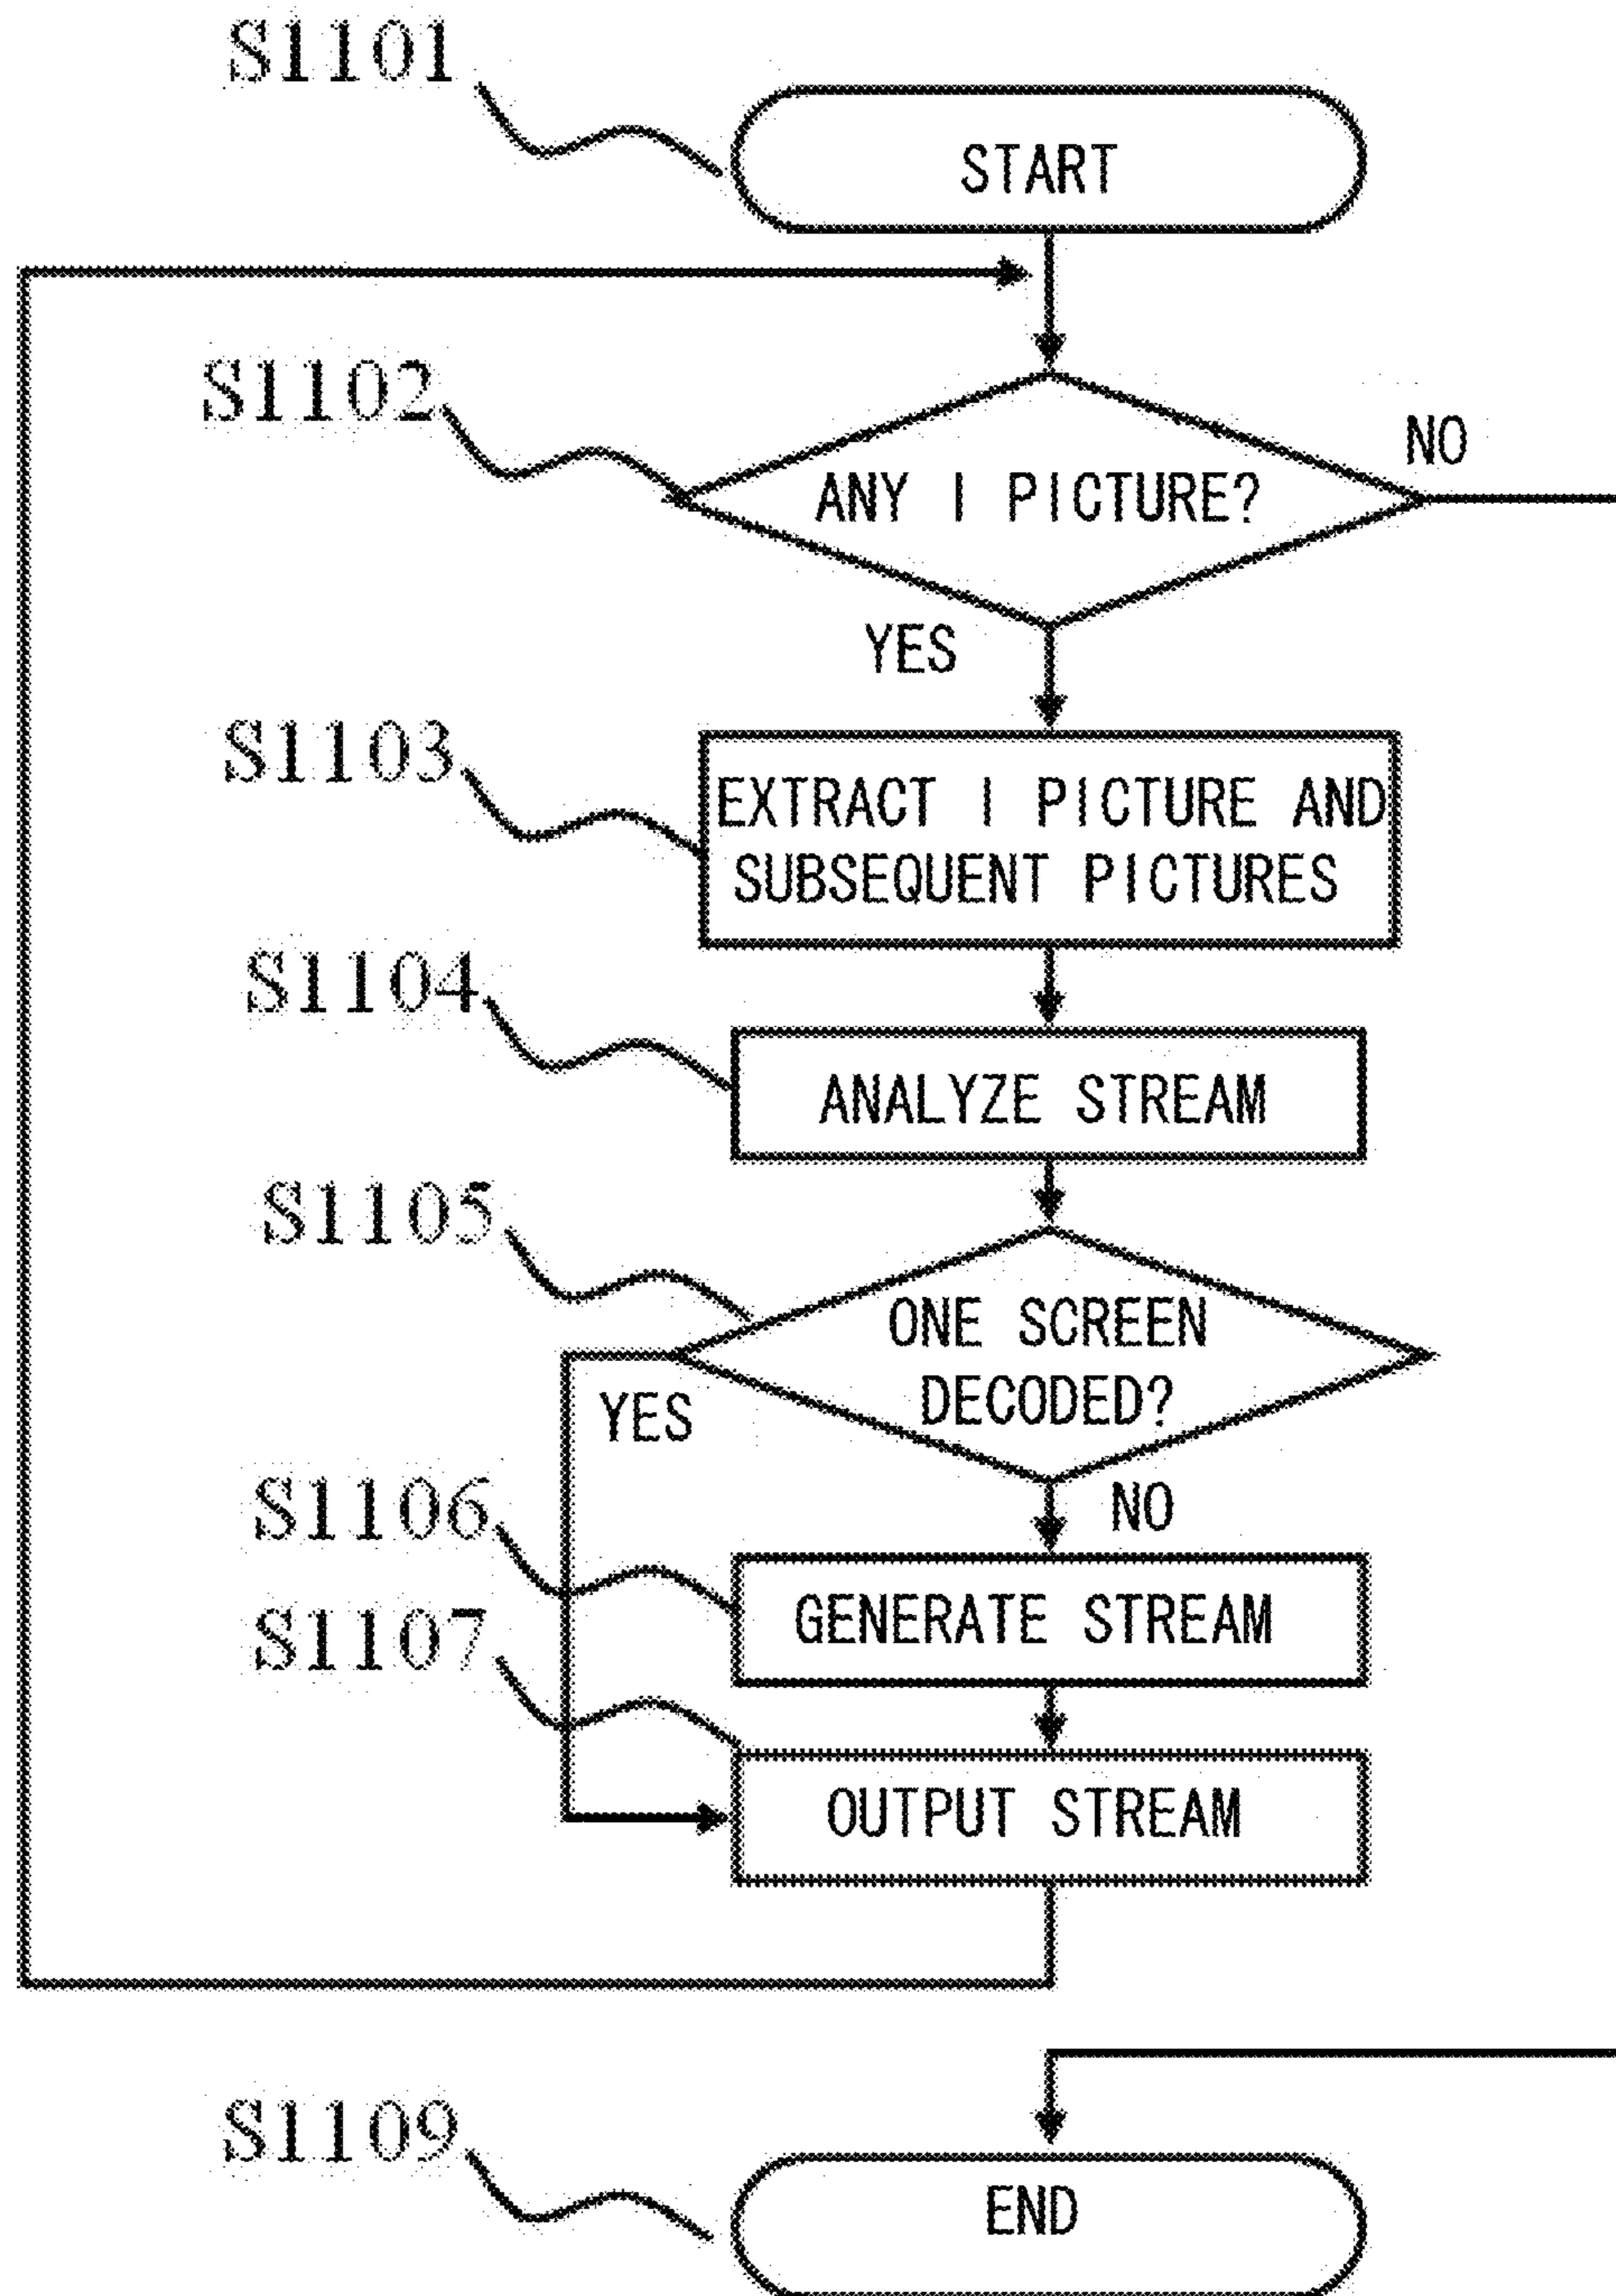 S1101
START
S1102
ANY I PICTURE?
NO
YES
S1103
EXTRACT I PICTURE AND
SUBSEQUENT PICTURES
S1104
ANALYZE STREAM
S1105
ONE SCREEN
DECODED?
YES
NO
S1106
GENERATE STREAM
S1107
OUTPUT STREAM
S1109
END